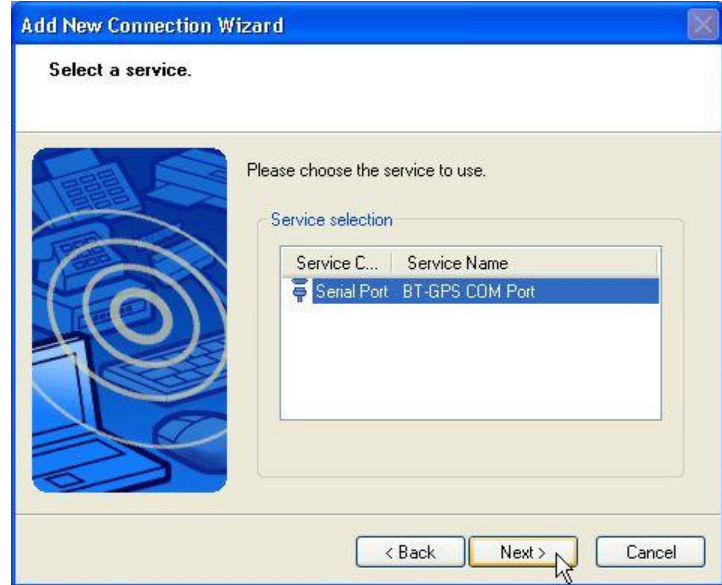 Add New Connection Wizard
Select a service.
Please choose the service to use.
Service selection
Service C... Service Name
Serial Port BT-GPS COM Port
< Back Next > Cancel